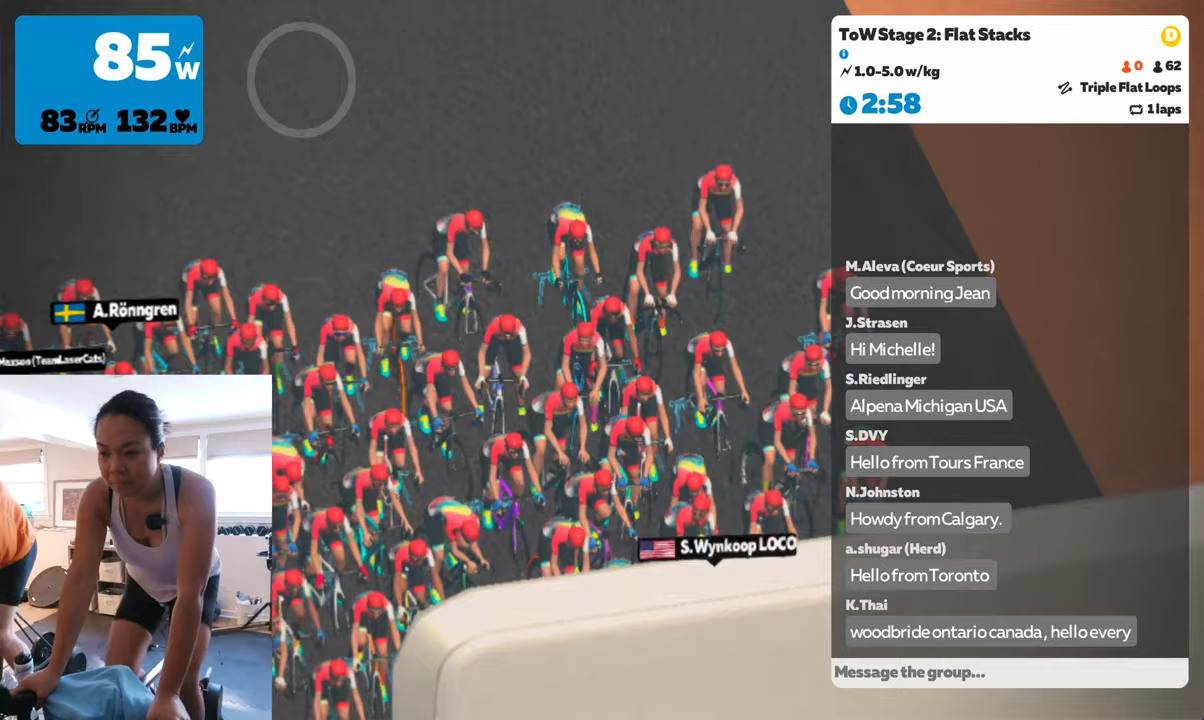 85 W
83 RPM 132 BPM
ToW Stage 2: Flat Stacks
D
1.0-5.0 w/kg
0 62
Triple Flat Loops
2:58
1 laps
A.Rönngren
(TeamLaserCats)
S.Wynkoop LOCO
M.Aleva (Coeur Sports)
Good morning Jean
J.Strasen
Hi Michelle!
S.Riedlinger
Alpena Michigan USA
S.DVY
Hello from Tours France
N.Johnston
Howdy from Calgary.
a.shugar (Herd)
Hello from Toronto
K.Thai
woodbride ontario canada, hello every
Message the group...